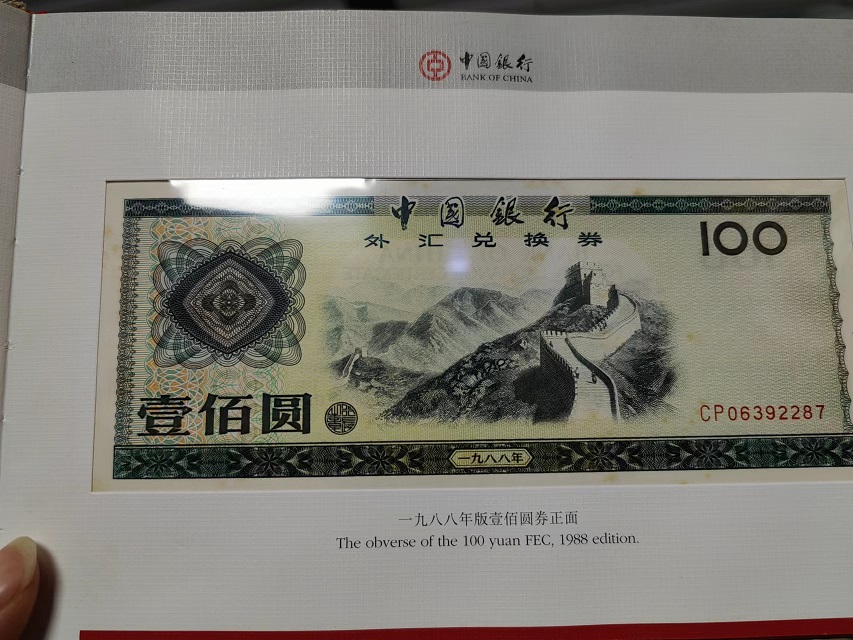 中国銀行
BANK OF CHINA
中国銀行
外汇兑换券
100
壹佰圆
CP06392287
一九八八年
一九八八年版壹佰圆券正面
The obverse of the 100 yuan FEC, 1988 edition.